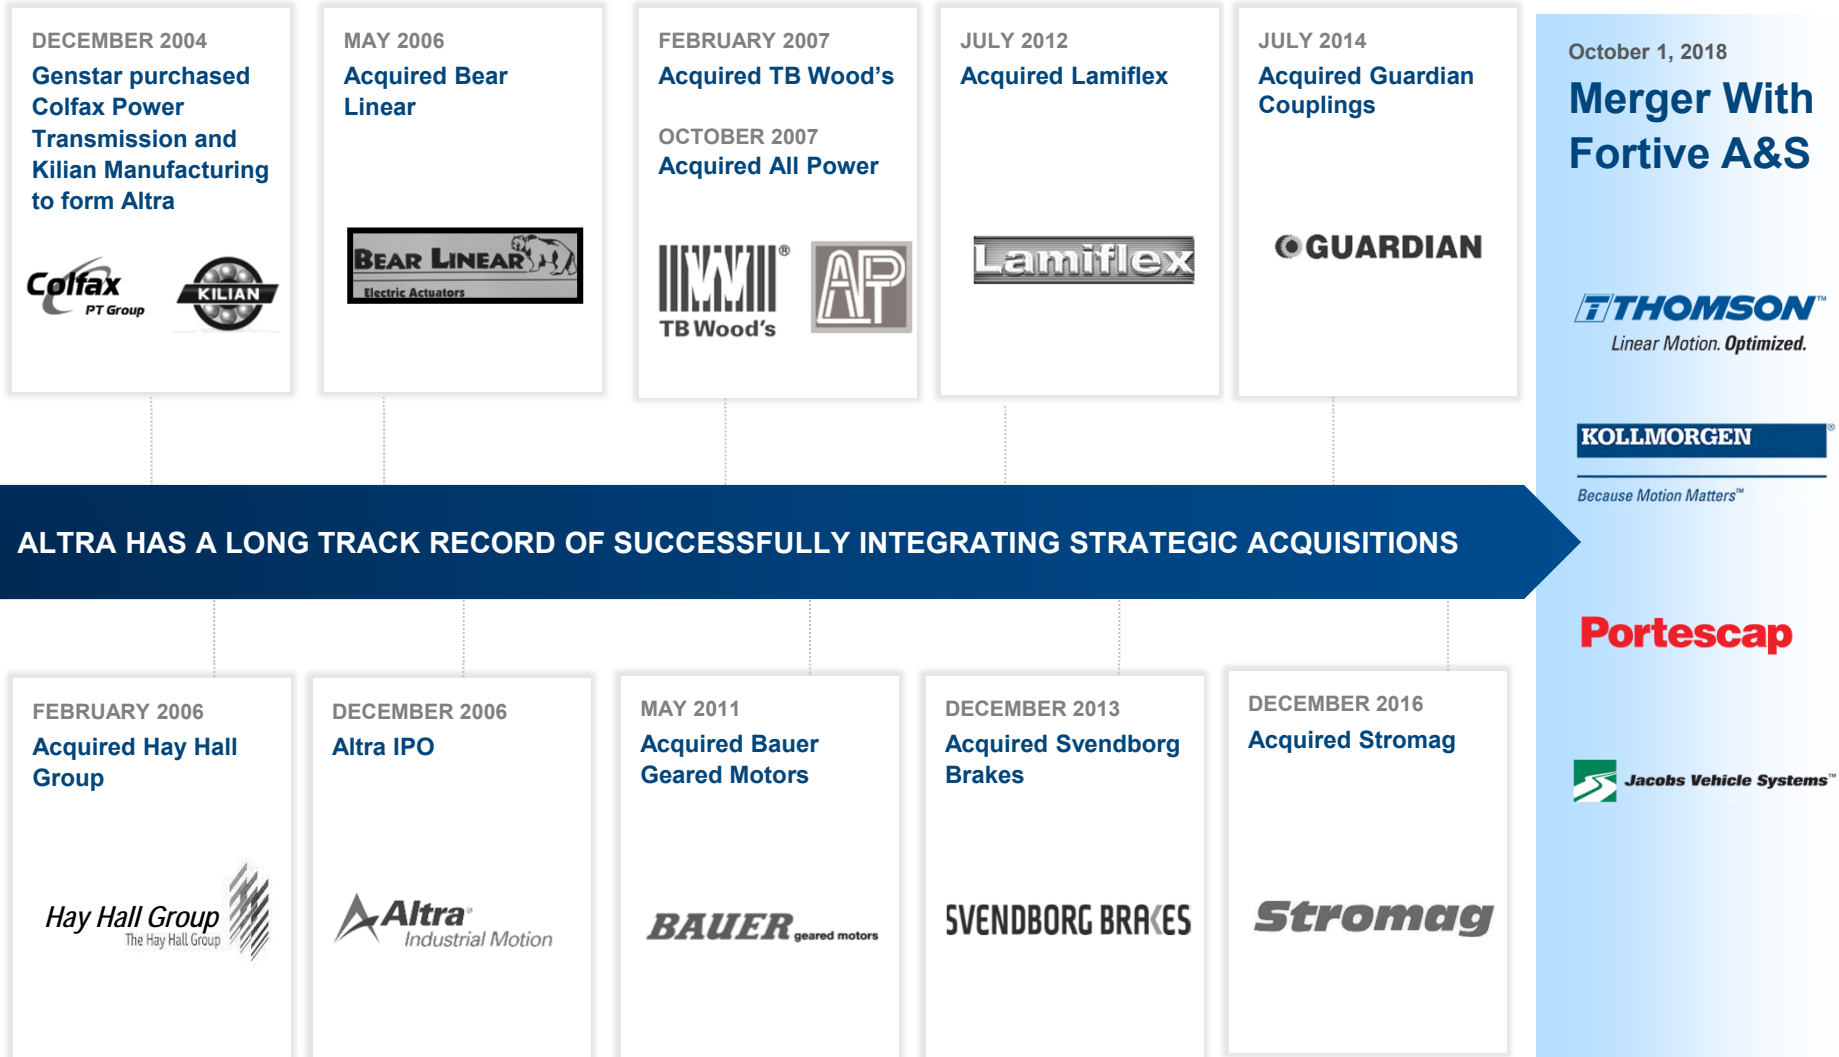 DECEMBER 2004
Genstar purchased
Colfax Power
Transmission and
Kilian Manufacturing
to form Altra
Colfax
PT Group
KILIAN
MAY 2006
Acquired Bear
Linear
BEAR LINEAR
Electric Actuators
FEBRUARY 2007
Acquired TB Wood's
OCTOBER 2007
Acquired All Power
®
TB Wood's
APT
JULY 2012
Acquired Lamiflex
Lamiflex
JULY 2014
Acquired Guardian
Couplings
GUARDIAN
October 1, 2018
Merger With
Fortive A&S
THOMSON™
Linear Motion. Optimized.
KOLLMORGEN®
Because Motion Matters™
Portescap
Jacobs Vehicle Systems™
ALTRA HAS A LONG TRACK RECORD OF SUCCESSFULLY INTEGRATING STRATEGIC ACQUISITIONS
FEBRUARY 2006
Acquired Hay Hall
Group
Hay Hall Group
The Hay Hall Group
DECEMBER 2006
Altra IPO
Altra®
Industrial Motion
MAY 2011
Acquired Bauer
Geared Motors
BAUER geared motors
DECEMBER 2013
Acquired Svendborg
Brakes
SVENDBORG BRAKES
DECEMBER 2016
Acquired Stromag
Stromag